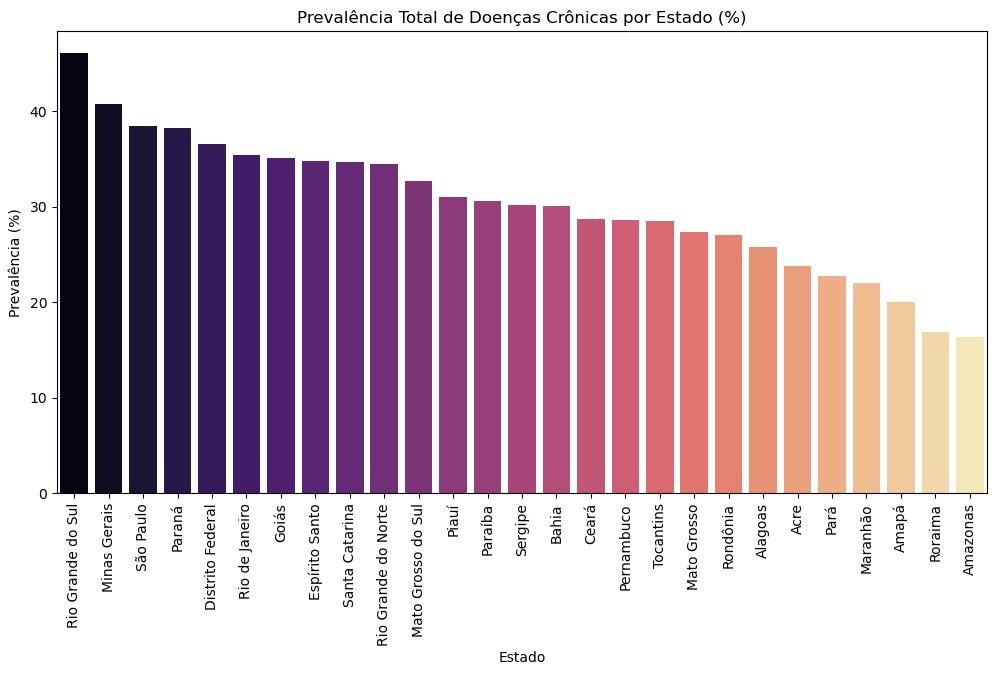 Prevalência Total de Doenças Crônicas por Estado (%)
Prevalência (%)
40
30
20
10
0
Rio Grande do Sul
Minas Gerais
São Paulo
Paraná
Distrito Federal
Rio de Janeiro
Goiás
Espírito Santo
Santa Catarina
Rio Grande do Norte
Mato Grosso do Sul
Piauí
Paraíba
Sergipe
Bahia
Ceará
Pernambuco
Tocantins
Mato Grosso
Rondônia
Alagoas
Acre
Pará
Maranhão
Amapá
Roraima
Amazonas
Estado